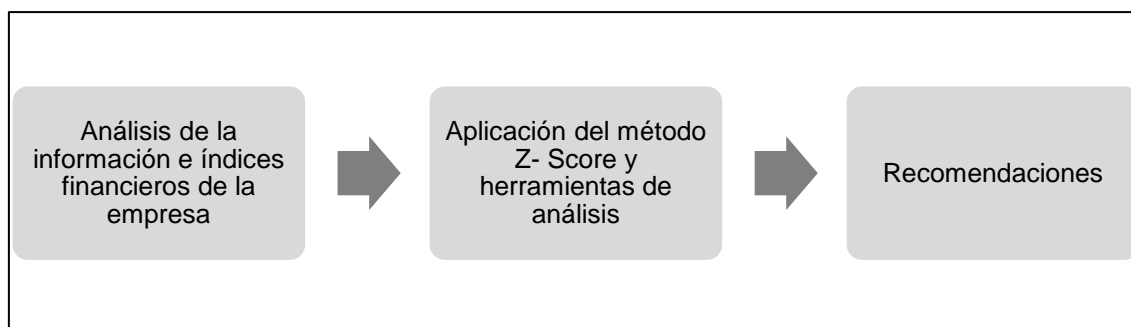 Análisis de la
información e índices
financieros de la
empresa
Aplicación del método
Z- Score y
herramientas de
análisis
Recomendaciones